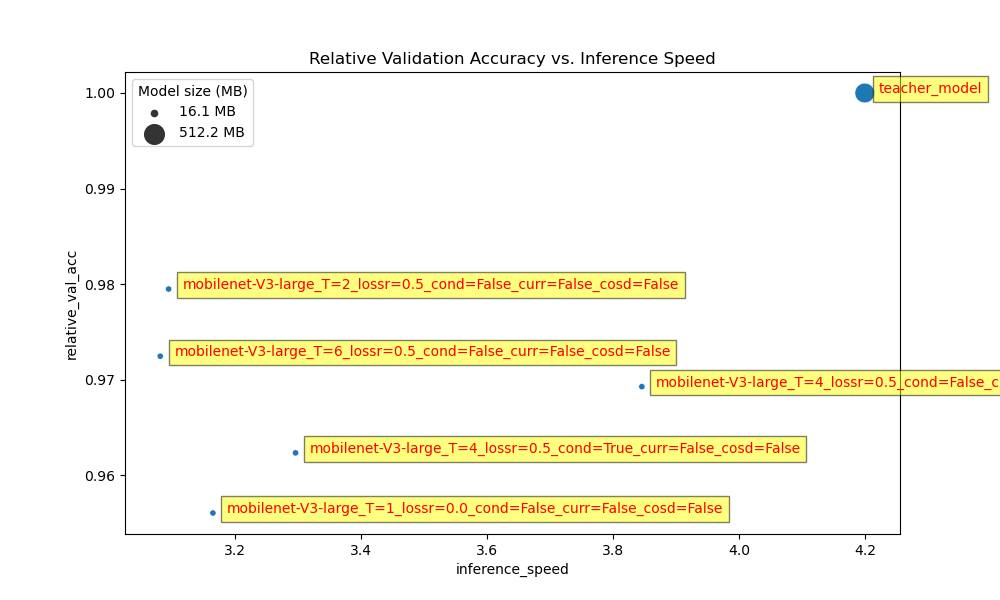 Relative Validation Accuracy vs. Inference Speed
Model size (MB)
16.1 MB
512.2 MB
teacher_model
mobilenet-V3-large_T=2_lossr=0.5_cond=False_curr=False_cosd=False
mobilenet-V3-large_T=6_lossr=0.5_cond=False_curr=False_cosd=False
mobilenet-V3-large_T=4_lossr=0.5_cond=False_c
mobilenet-V3-large_T=4_lossr=0.5_cond=True_curr=False_cosd=False
mobilenet-V3-large_T=1_lossr=0.0_cond=False_curr=False_cosd=False
relative_val_acc
1.00
0.99
0.98
0.97
0.96
3.2 3.4 3.6 3.8 4.0 4.2
inference_speed